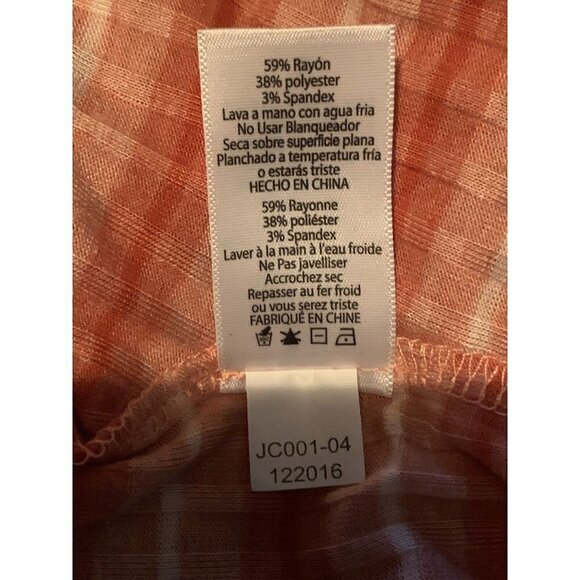 59% Rayón
38% polyester
3% Spandex
Lava a mano con agua fria
No Usar Blanqueador
Seca sobre superficie plana
Planchado a temperatura fría
o estarás triste
HECHO EN CHINA
59% Rayonne
38% poliéster
3% Spandex
Laver à la main à l'eau froide
Ne Pas javelliser
Accrochez sec
Repasser au fer froid
ou vous serez triste
FABRIQUÉ EN CHINE
JC001-04
122016